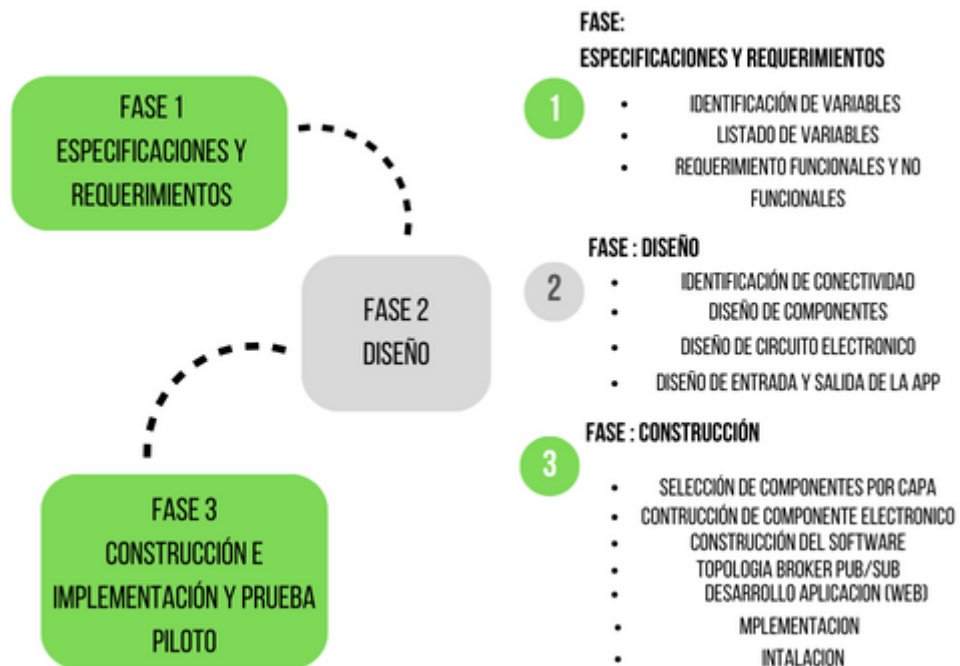 FASE 1
ESPECIFICACIONES Y
REQUERIMIENTOS
FASE 2
DISEÑO
FASE 3
CONSTRUCCIÓN E
IMPLEMENTACIÓN Y PRUEBA
PILOTO
FASE:
ESPECIFICACIONES Y REQUERIMIENTOS
1
• IDENTIFICACIÓN DE VARIABLES
• LISTADO DE VARIABLES
• REQUERIMIENTO FUNCIONALES Y NO
FUNCIONALES
FASE : DISEÑO
2
• IDENTIFICACIÓN DE CONECTIVIDAD
• DISEÑO DE COMPONENTES
• DISEÑO DE CIRCUITO ELECTRONICO
• DISEÑO DE ENTRADA Y SALIDA DE LA APP
FASE : CONSTRUCCIÓN
3
• SELECCIÓN DE COMPONENTES POR CAPA
• CONTRUCCIÓN DE COMPONENTE ELECTRONICO
• CONSTRUCCIÓN DEL SOFTWARE
• TOPOLOGIA BROKER PUB/SUB
• DESARROLLO APLICACION (WEB)
• MPLEMENTACION
• INTALACION